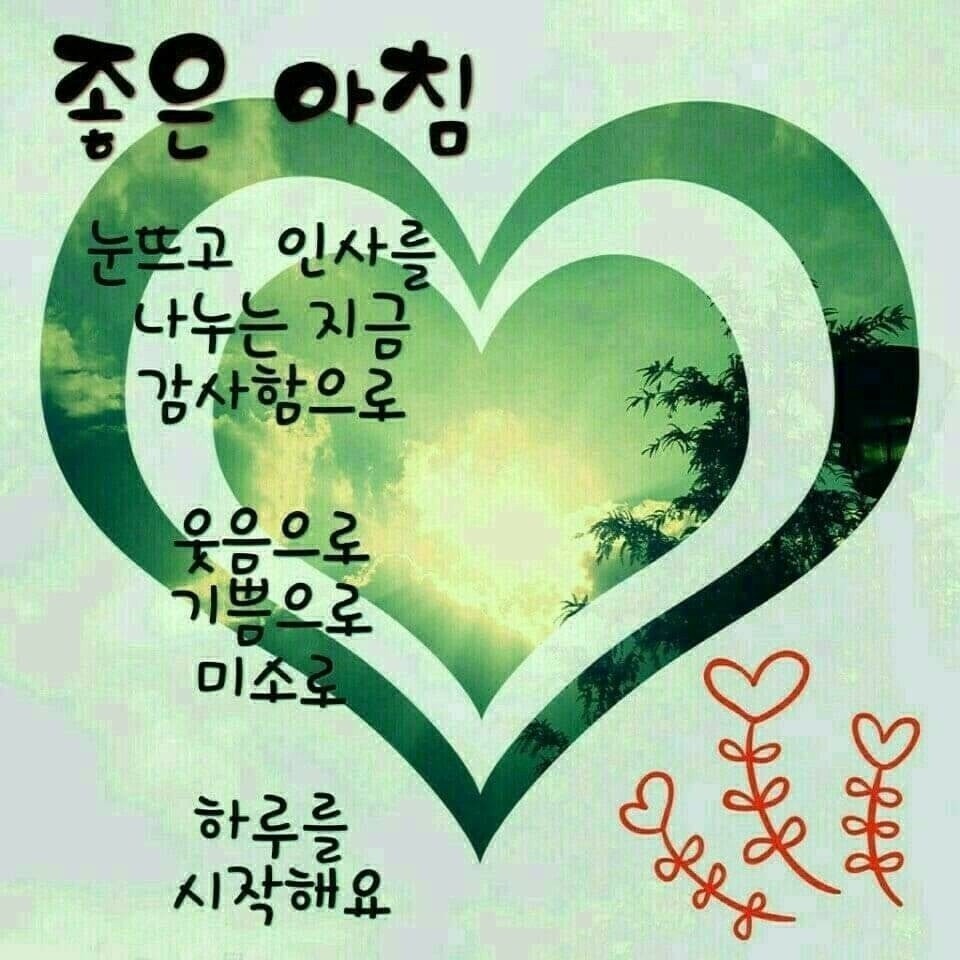 좋은 아침
눈뜨고 인사를
나누는 지금
감사함으로
웃음으로
기쁨으로
미소로
하루를
시작해요